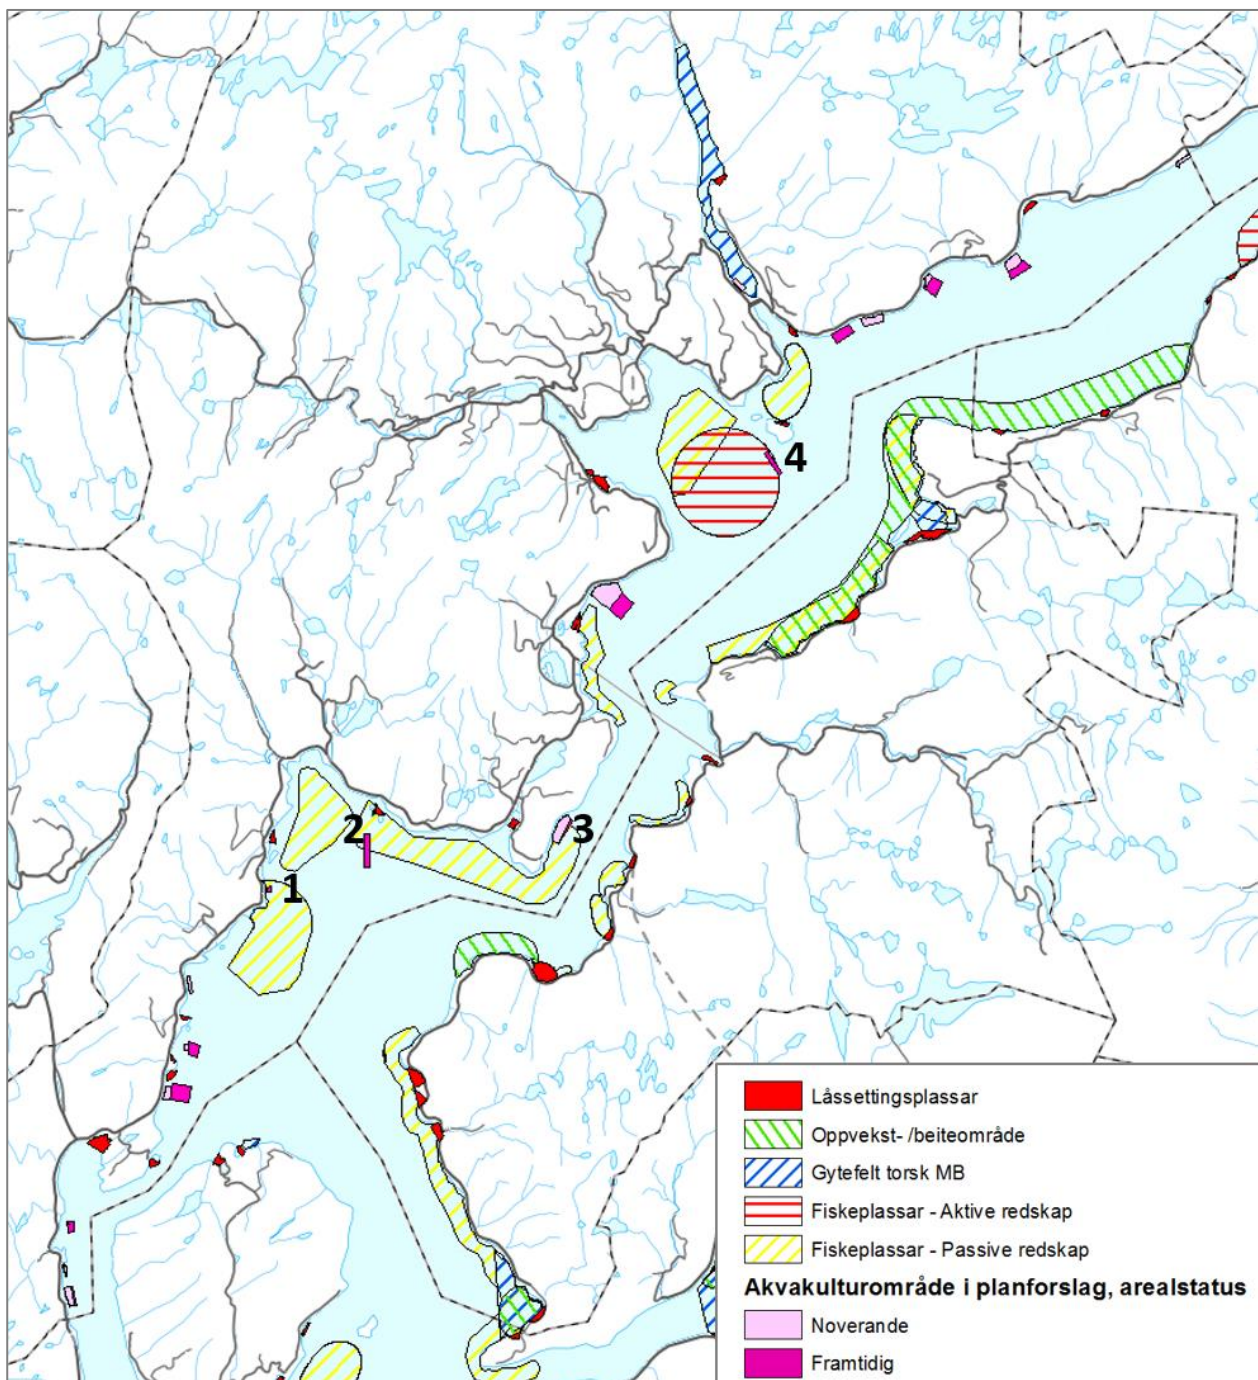 4
2
3
1
Låssettingsplassar
Oppvekst- /beiteområde
Gytefelt torsk MB
Fiskeplassar - Aktive redskap
Fiskeplassar - Passive redskap
Akvakulturområde i planforslag, arealstatus
Noverande
Framtidig